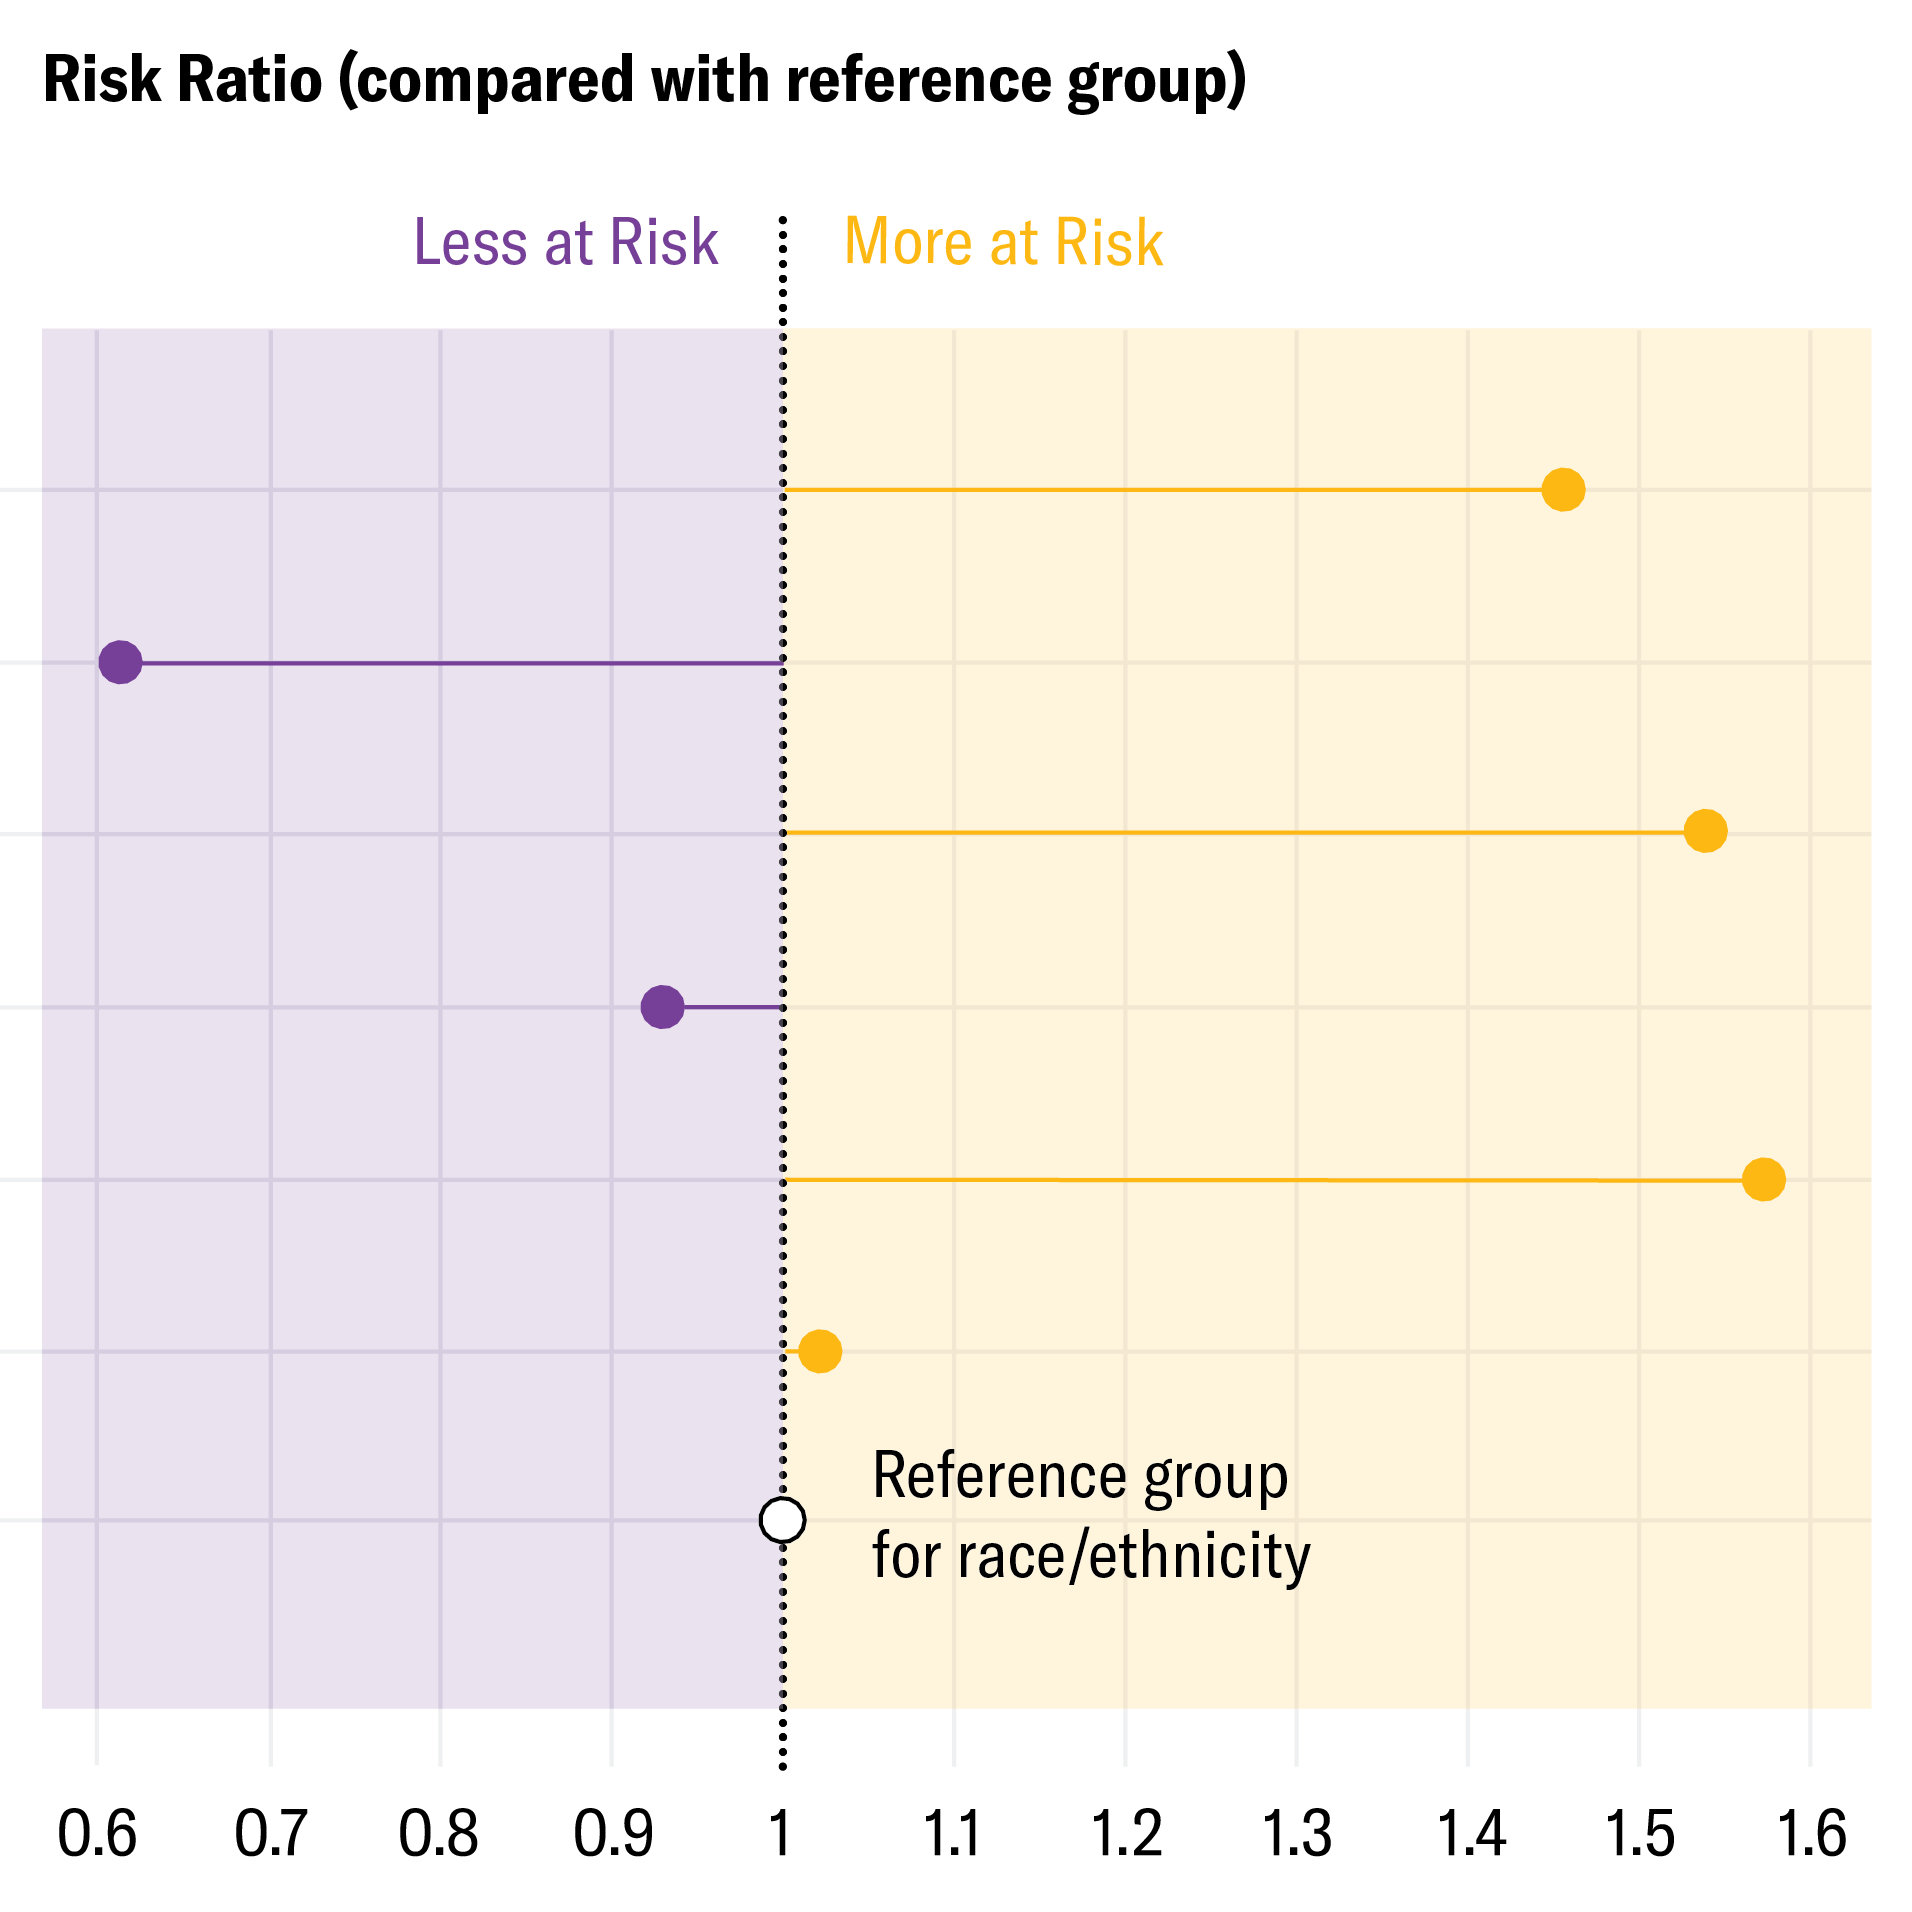 Risk Ratio (compared with reference group)
Less at Risk More at Risk
Reference group
for race/ethnicity
0.6 0.7 0.8 0.9 1 1.1 1.2 1.3 1.4 1.5 1.6